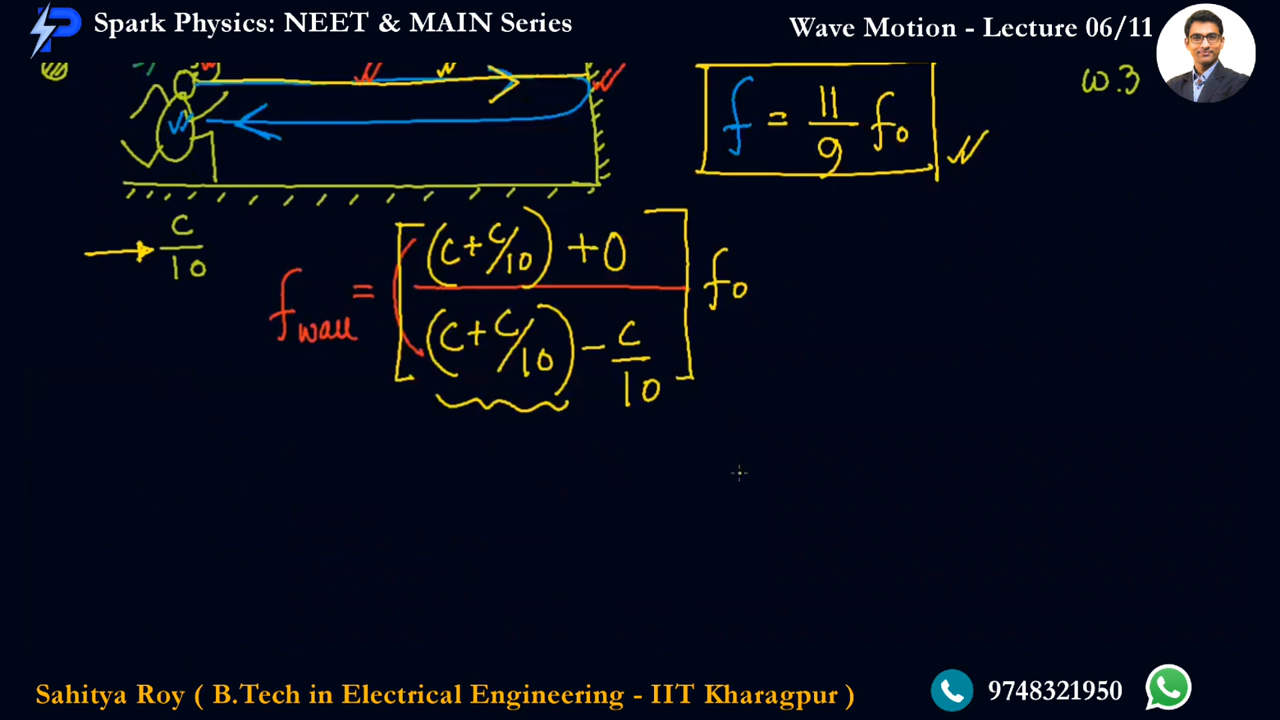 Spark Physics: NEET & MAIN Series
Wave Motion - Lecture 06/11
f = 11/9 f₀
ω.3
→ c/10
f_wall = [((c + c/10) + 0) / ((c + c/10) - c/10)] f₀
Sahitya Roy ( B.Tech in Electrical Engineering - IIT Kharagpur )
9748321950